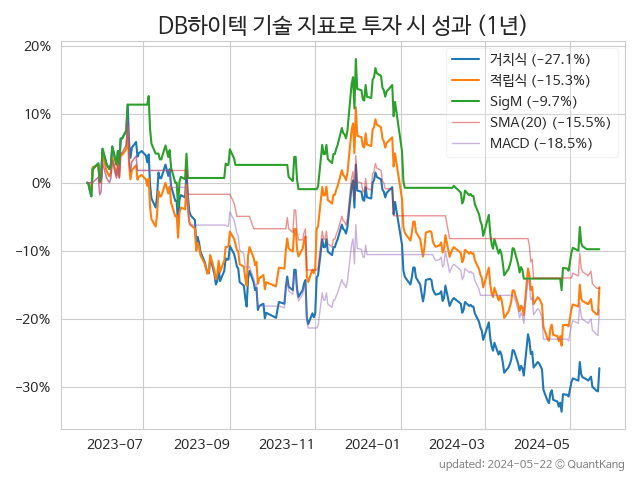 DB하이텍 기술 지표로 투자 시 성과 (1년)
거치식 (−27.1%)
적립식 (−15.3%)
SigM (−9.7%)
SMA(20) (−15.5%)
MACD (−18.5%)
20%
10%
0%
−10%
−20%
−30%
2023−07 2023−09 2023−11 2024−01 2024−03 2024−05
updated: 2024−05−22 © QuantKang